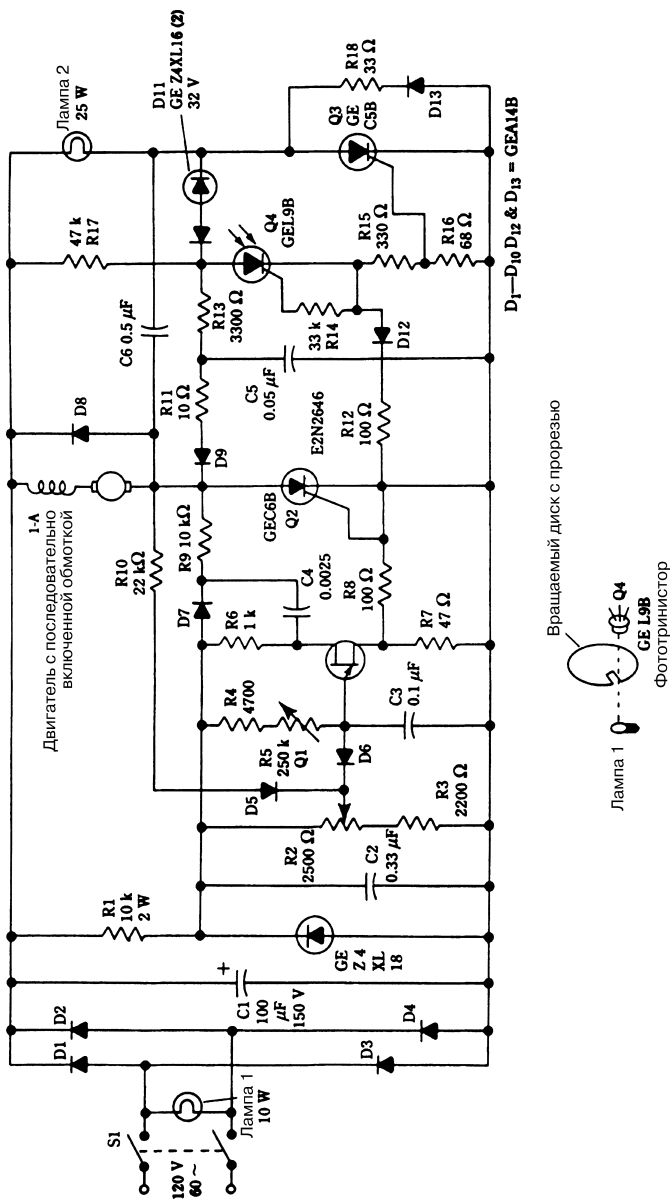 120 V
60 ~
S1
Лампа 1
10 W
D1
D2
D3
D4
C1
100
µF
150 V
+
R1
10 k
2 W
GE
Z 4
XL
18
C2
0.33 µF
R2
2500 Ω
R3
2200 Ω
D5
D6
R5
250 k
Q1
R4
4700
C3
0.1 µF
D7
R6
1 k
R7
47 Ω
C4
0.0025
R8
100 Ω
R9 10 kΩ
R10
22 kΩ
1-A
Двигатель с последовательно
включенной обмоткой
D8
D9
GEC6B
Q2
E2N2646
R11
10 Ω
R12
100 Ω
C5
0.05 µF
C6 0.5 µF
R13
3300 Ω
33 k
R14
D12
47 k
R17
Q4
GEL9B
R15
330 Ω
R16
68 Ω
Лампа 2
25 W
D11
GE Z4XL16 (2)
32 V
Q3
GE
C5B
R18
33 Ω
D13
D1—D10 D12 & D13 = GEA14B
Вращаемый диск с прорезью
Лампа 1
Q4
GE L9B
Фототринистор